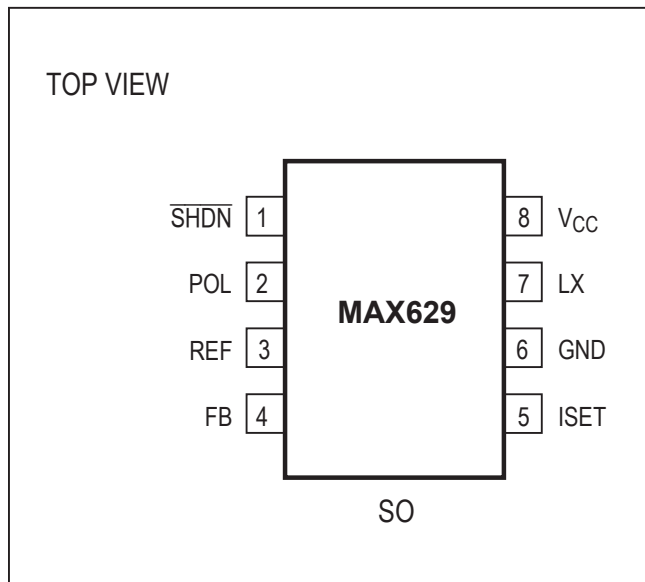 TOP VIEW
SHDN 1
POL 2
REF 3
FB 4
MAX629
8 VCC
7 LX
6 GND
5 ISET
SO